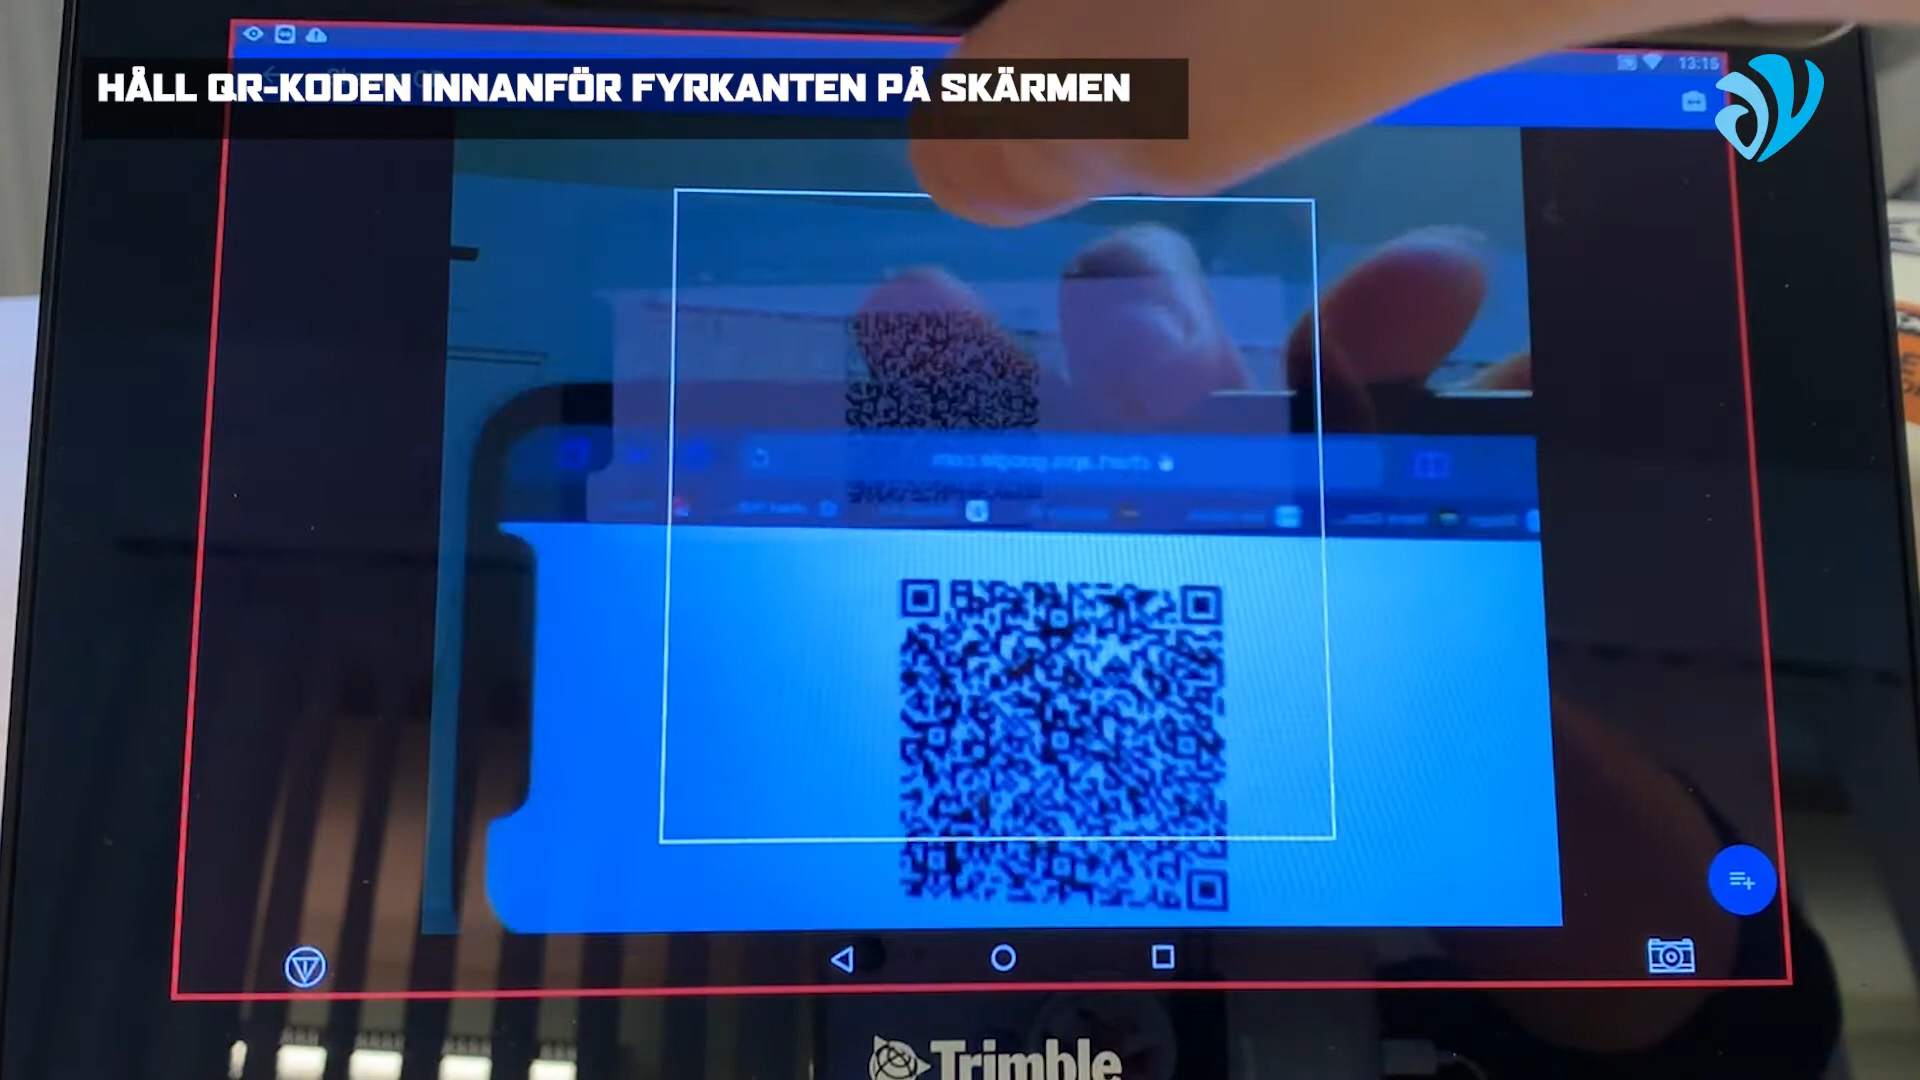 HÅLL QR-KODEN INNANFÖR FYRKANTEN PÅ SKÄRMEN
13:15
Trimble